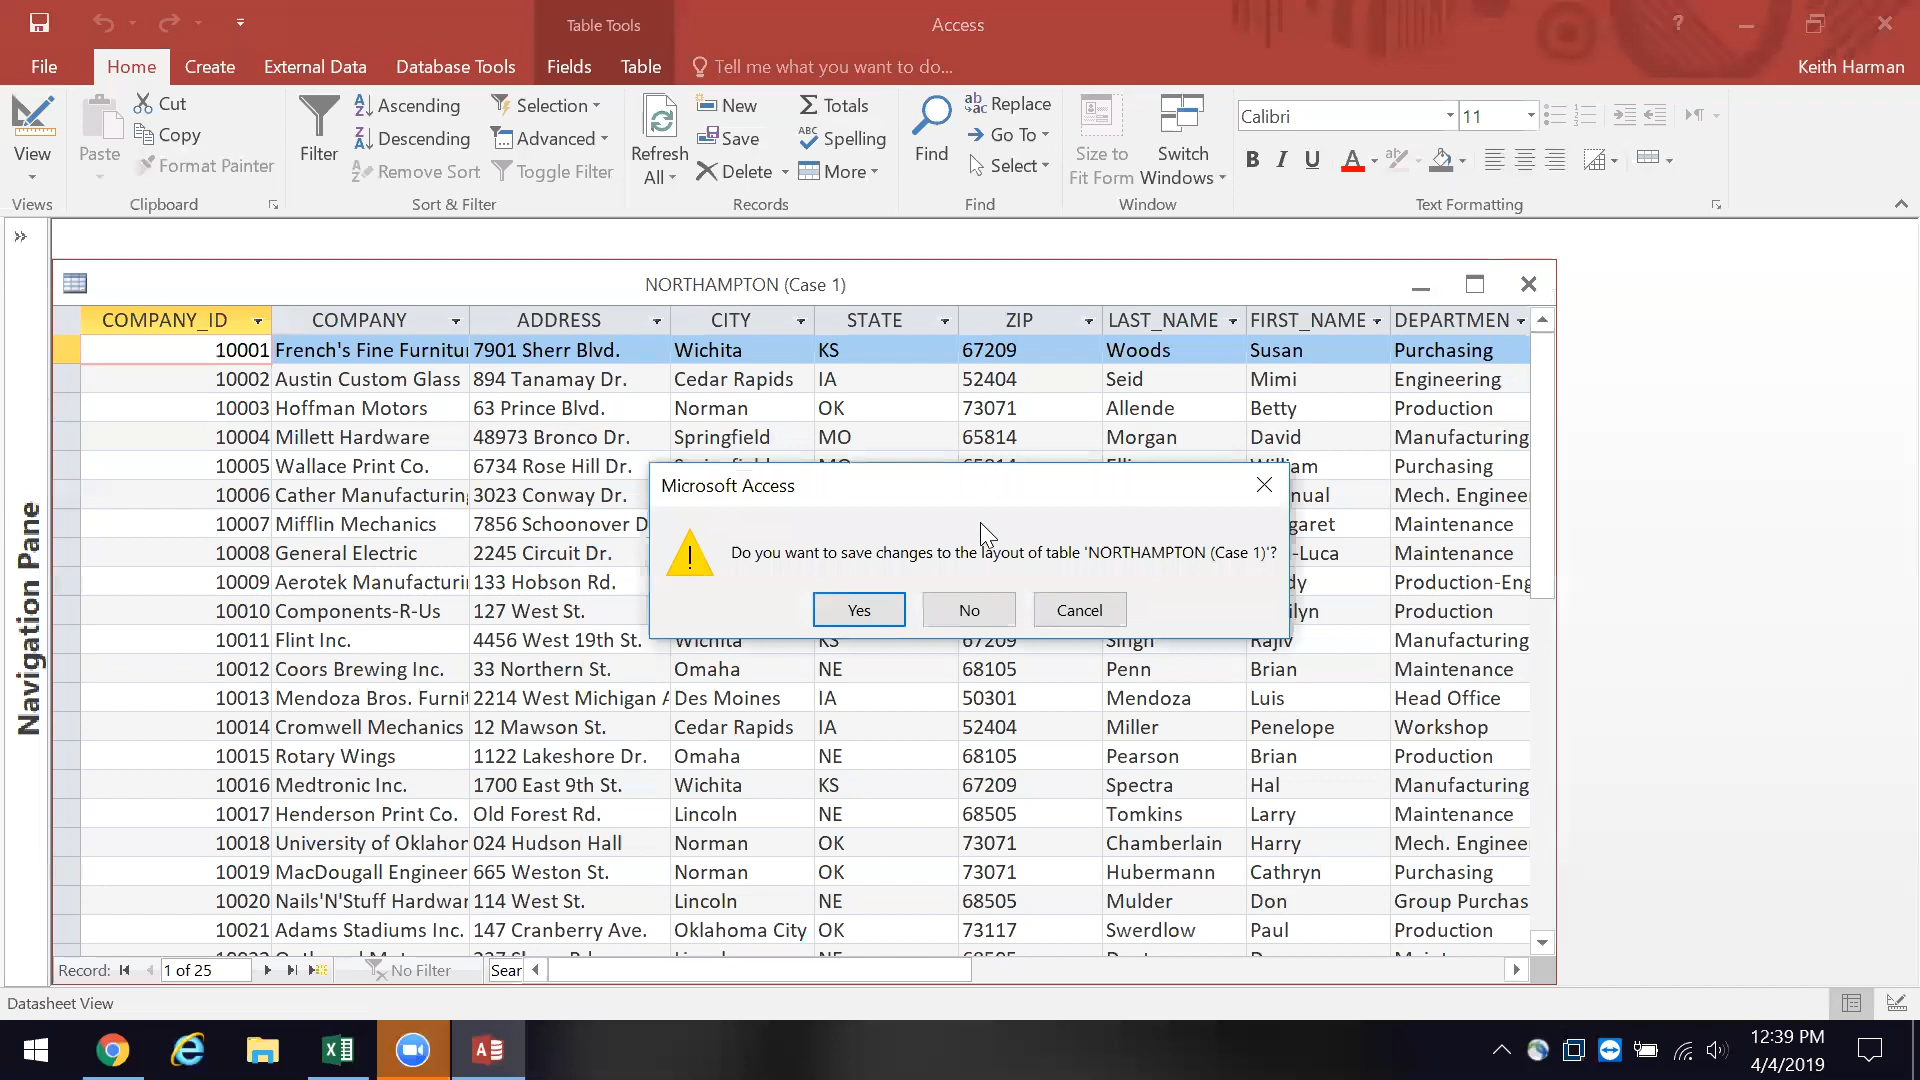 Table Tools
Access
?
File Home Create External Data Database Tools Fields Table Tell me what you want to do... Keith Harman
View
Views
Paste
Cut
Copy
Format Painter
Clipboard
Filter
Ascending
Descending
Remove Sort
Selection
Advanced
Toggle Filter
Sort & Filter
Refresh
All
New
Save
Delete
Totals
Spelling
More
Records
Find
Replace
Go To
Select
Find
Size to
Fit Form
Switch
Windows
Window
Calibri 11
B I U A
Text Formatting
Navigation Pane
NORTHAMPTON (Case 1)
COMPANY_ID COMPANY ADDRESS CITY STATE ZIP LAST_NAME FIRST_NAME DEPARTMEN
10001 French's Fine Furnitur 7901 Sherr Blvd. Wichita KS 67209 Woods Susan Purchasing
10002 Austin Custom Glass 894 Tanamay Dr. Cedar Rapids IA 52404 Seid Mimi Engineering
10003 Hoffman Motors 63 Prince Blvd. Norman OK 73071 Allende Betty Production
10004 Millett Hardware 48973 Bronco Dr. Springfield MO 65814 Morgan David Manufacturing
10005 Wallace Print Co. 6734 Rose Hill Dr. Purchasing
10006 Cather Manufacturing 3023 Conway Dr. Mech. Enginee
10007 Mifflin Mechanics 7856 Schoonover D garet Maintenance
10008 General Electric 2245 Circuit Dr. -Luca Maintenance
10009 Aerotek Manufactur 133 Hobson Rd. dy Production-Eng
10010 Components-R-Us 127 West St. ilyn Production
10011 Flint Inc. 4456 West 19th St. Wichita KS 67209 Singh Rajiv Manufacturing
10012 Coors Brewing Inc. 33 Northern St. Omaha NE 68105 Penn Brian Maintenance
10013 Mendoza Bros. Furnit 2214 West Michigan A Des Moines IA 50301 Mendoza Luis Head Office
10014 Cromwell Mechanics 12 Mawson St. Cedar Rapids IA 52404 Miller Penelope Workshop
10015 Rotary Wings 1122 Lakeshore Dr. Omaha NE 68105 Pearson Brian Production
10016 Medtronic Inc. 1700 East 9th St. Wichita KS 67209 Spectra Hal Manufacturing
10017 Henderson Print Co. Old Forest Rd. Lincoln NE 68505 Tomkins Larry Maintenance
10018 University of Oklahor 024 Hudson Hall Norman OK 73071 Chamberlain Harry Mech. Enginee
10019 MacDougall Engineer 665 Weston St. Norman OK 73071 Hubermann Cathryn Purchasing
10020 Nails'N'Stuff Hardwar 114 West St. Lincoln NE 68505 Mulder Don Group Purchas
10021 Adams Stadiums Inc. 147 Cranberry Ave. Oklahoma City OK 73117 Swerdlow Paul Production
Microsoft Access
Do you want to save changes to the layout of table 'NORTHAMPTON (Case 1)'?
Yes No Cancel
Record: 1 of 25 No Filter Sear
Datasheet View
12:39 PM
4/4/2019